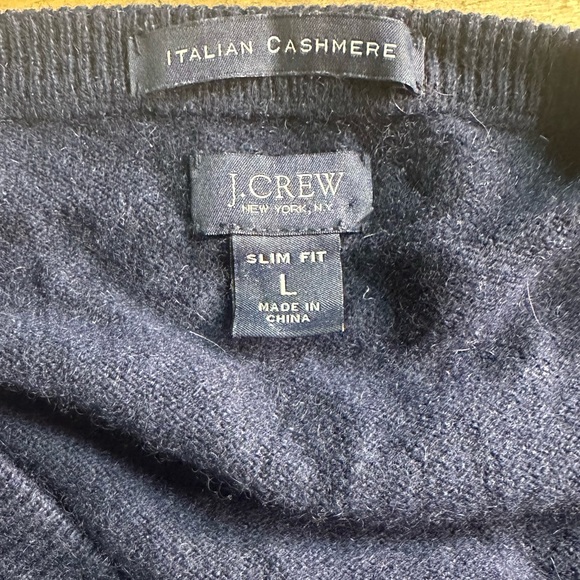 ITALIAN CASHMERE
J.CREW
NEW YORK, N.Y.
SLIM FIT
L
MADE IN
CHINA